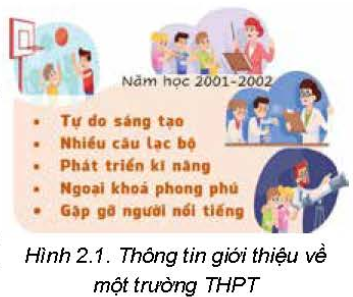 Năm học 2001-2002
• Tự do sáng tạo
• Nhiều câu lạc bộ
• Phát triển kĩ năng
• Ngoại khoá phong phú
• Gặp gỡ người nổi tiếng
Hình 2.1. Thông tin giới thiệu về
một trường THPT